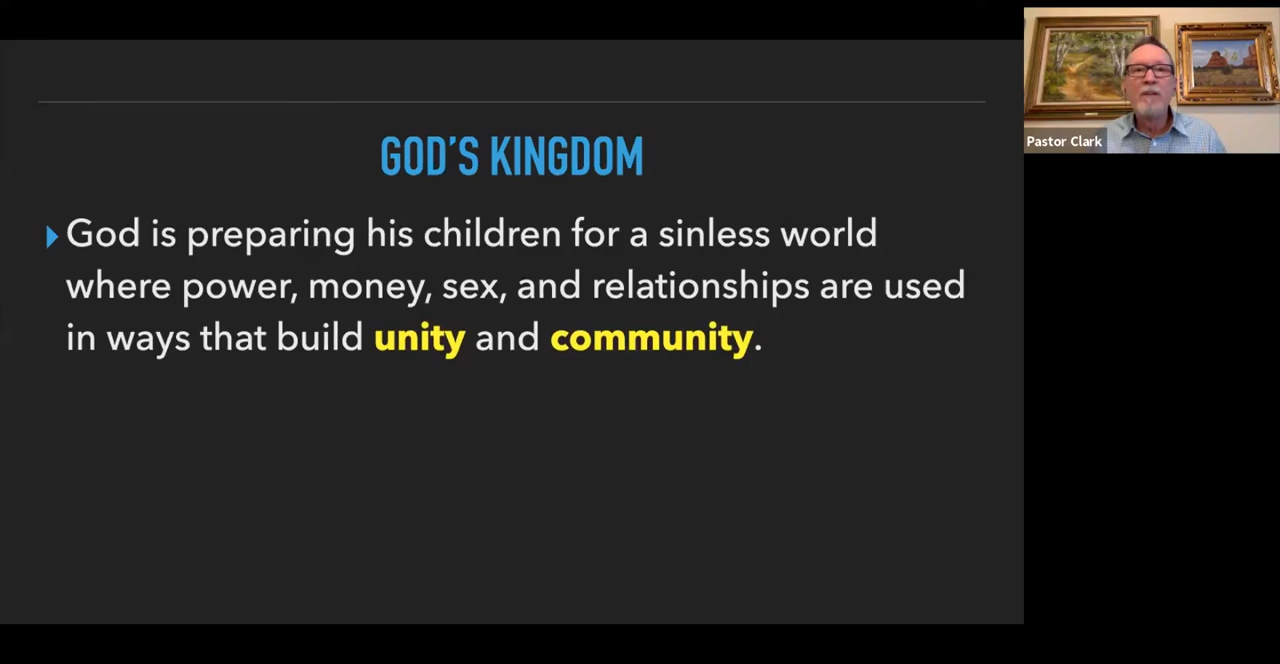 GOD'S KINGDOM
God is preparing his children for a sinless world
where power, money, sex, and relationships are used
in ways that build unity and community.
Pastor Clark